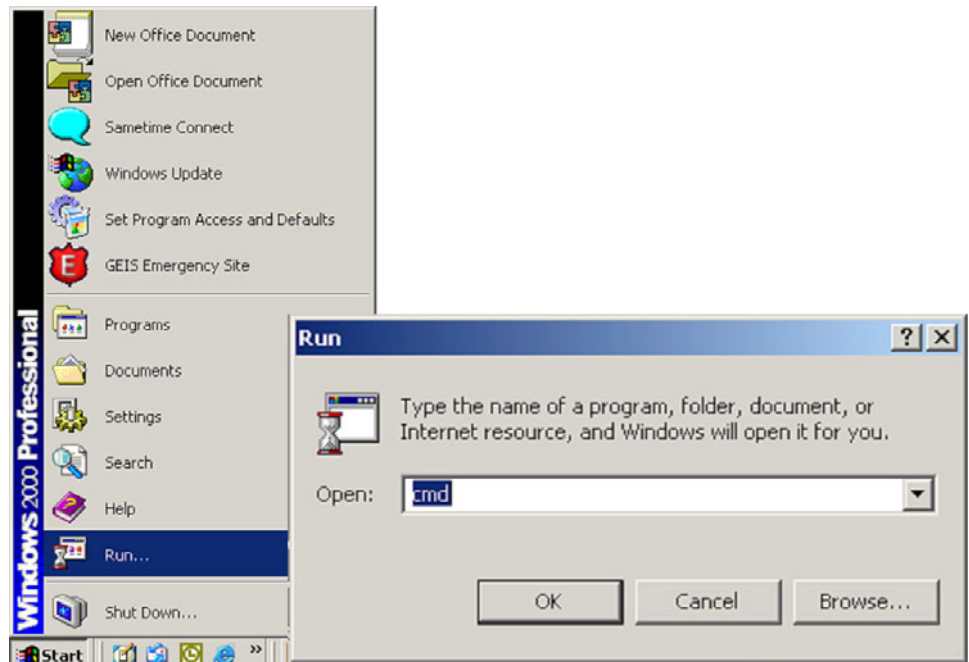 New Office Document
Open Office Document
Sametime Connect
Windows Update
Set Program Access and Defaults
GEIS Emergency Site
E
Programs
Documents
Settings
Search
Help
Run...
Shut Down...
Windows 2000 Professional
Start
»
Run
?
Type the name of a program, folder, document, or
Internet resource, and Windows will open it for you.
Open: cmd
OK Cancel Browse...